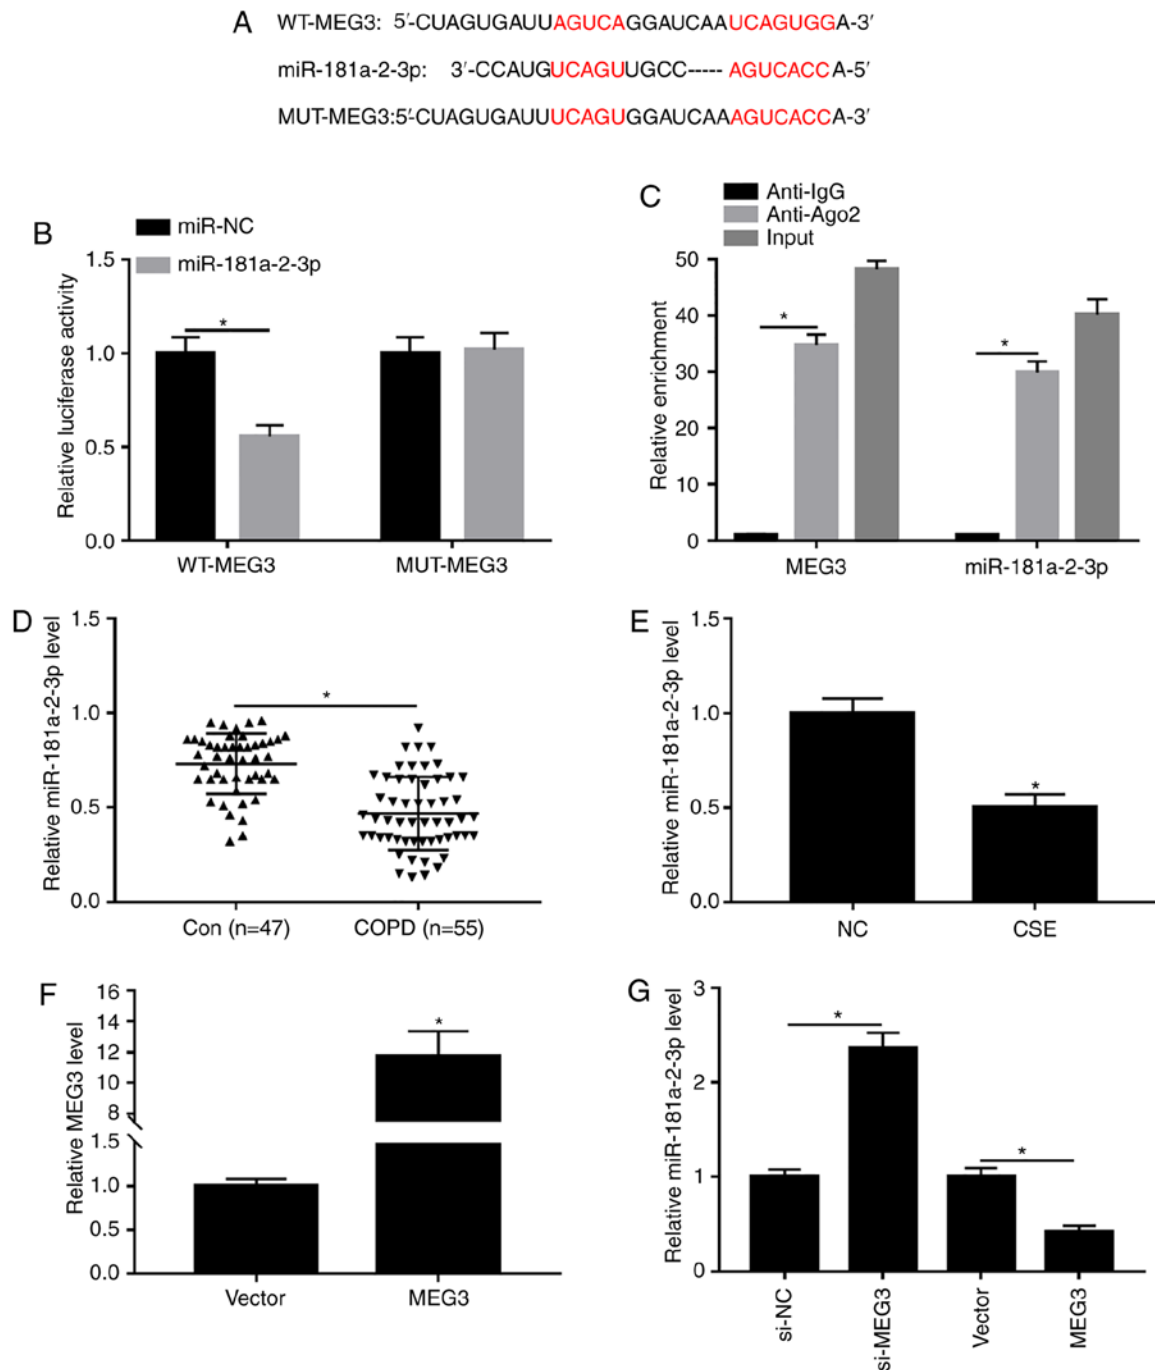 A
WT-MEG3: 5′-CUAGUGAUUAGUCAGGAUCAAUCAGUGGA-3′
miR-181a-2-3p: 3′-CCAUGUCAGUUGCC-----AGUCACCA-5′
MUT-MEG3:5′-CUAGUGAUUUCAGUGGAUCAAAGUCACCA-3′
B
miR-NC
miR-181a-2-3p
Relative luciferase activity
1.5
1.0
0.5
0.0
WT-MEG3 MUT-MEG3
*
C
Anti-IgG
Anti-Ago2
Input
Relative enrichment
50
40
30
20
10
0
MEG3 miR-181a-2-3p
* *
D
Relative miR-181a-2-3p level
1.5
1.0
0.5
0.0
Con (n=47) COPD (n=55)
*
E
Relative miR-181a-2-3p level
1.5
1.0
0.5
0.0
NC CSE
*
F
Relative MEG3 level
16
14
12
10
8
1.5
1.0
0.5
0.0
Vector MEG3
*
G
Relative miR-181a-2-3p level
3
2
1
0
si-NC
si-MEG3
Vector
MEG3
* *